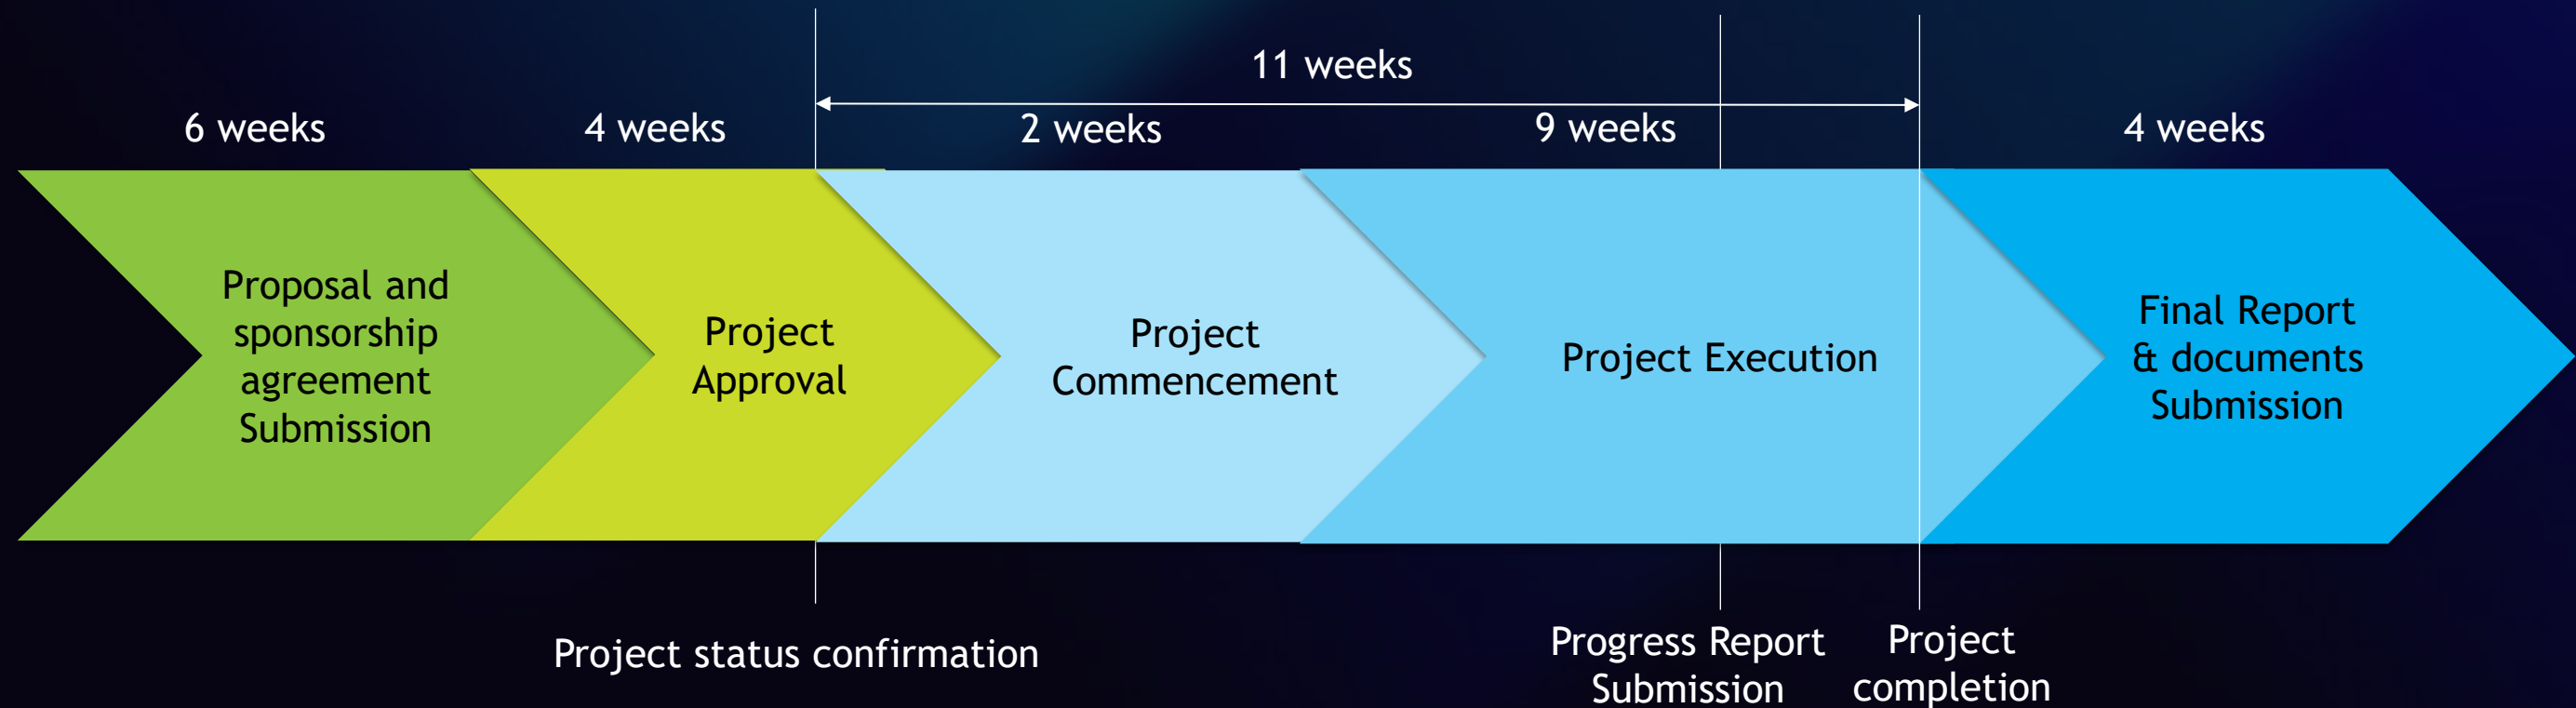 11 weeks
6 weeks
4 weeks
2 weeks
9 weeks
4 weeks
Proposal and
sponsorship
agreement
Submission
Project
Approval
Project
Commencement
Project Execution
Final Report
& documents
Submission
Project status confirmation
Progress Report
Submission
Project
completion